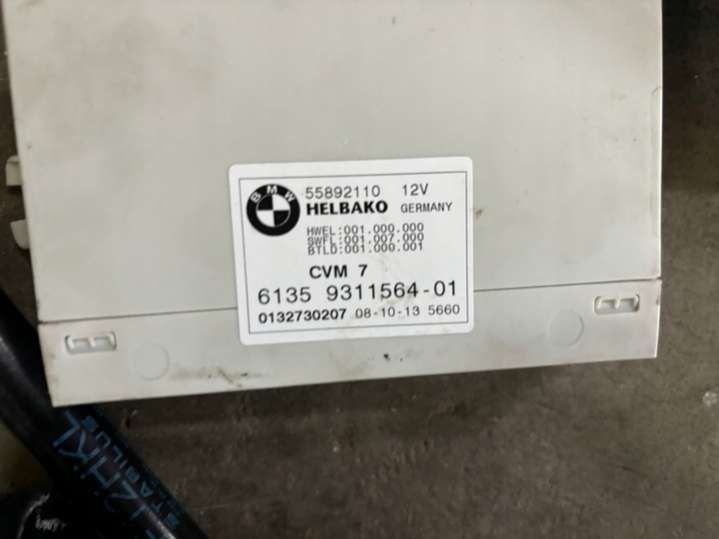 BMW
55892110 12V
HELBAKO GERMANY
HWEL:001.000.000
SWFL:001.007.000
BTLD:001.000.001
CVM 7
6135 9311564-01
0132730207 08-10-13 5660
STABILUS